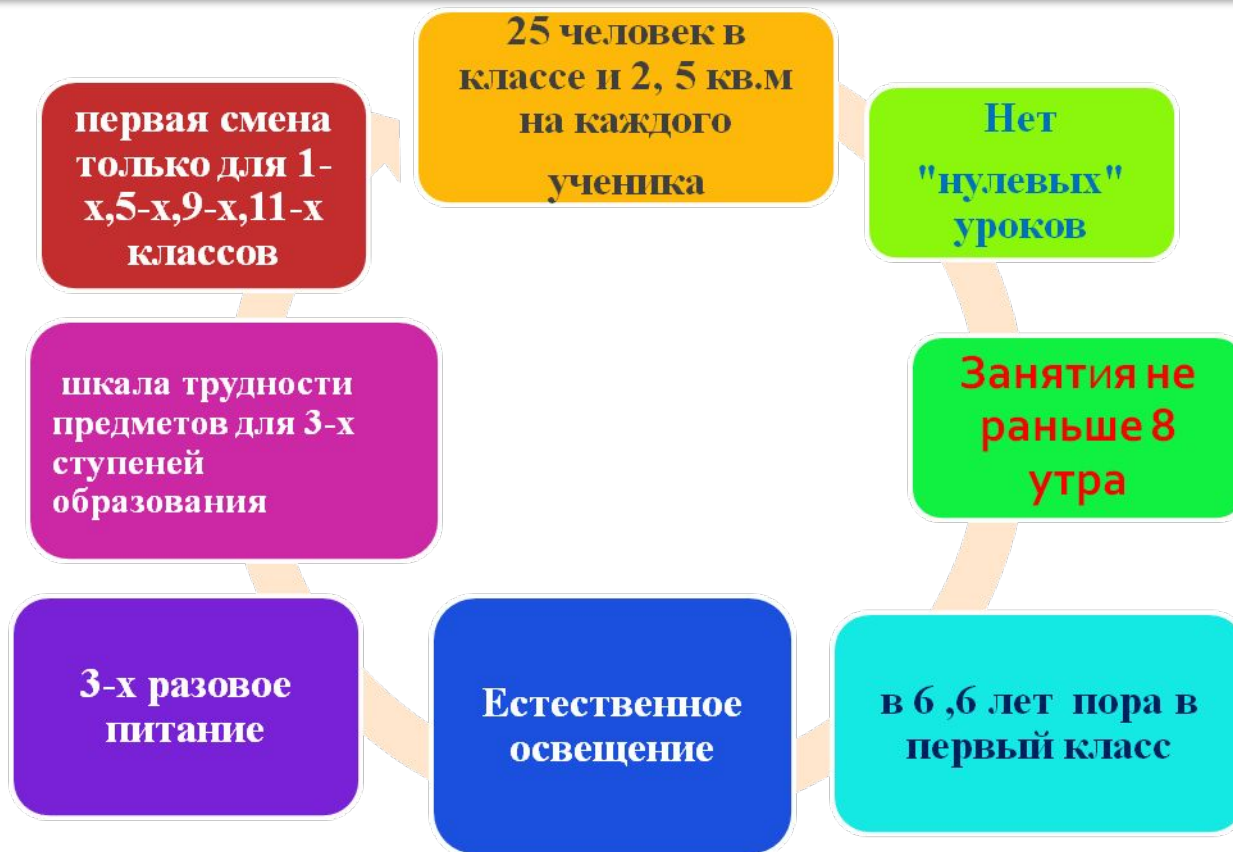 25 человек в
классе и 2, 5 кв.м
на каждого
ученика
Нет
"нулевых"
уроков
Занятия не
раньше 8
утра
в 6 ,6 лет пора в
первый класс
Естественное
освещение
3-х разовое
питание
шкала трудности
предметов для 3-х
ступеней
образования
первая смена
только для 1-
х,5-х,9-х,11-х
классов